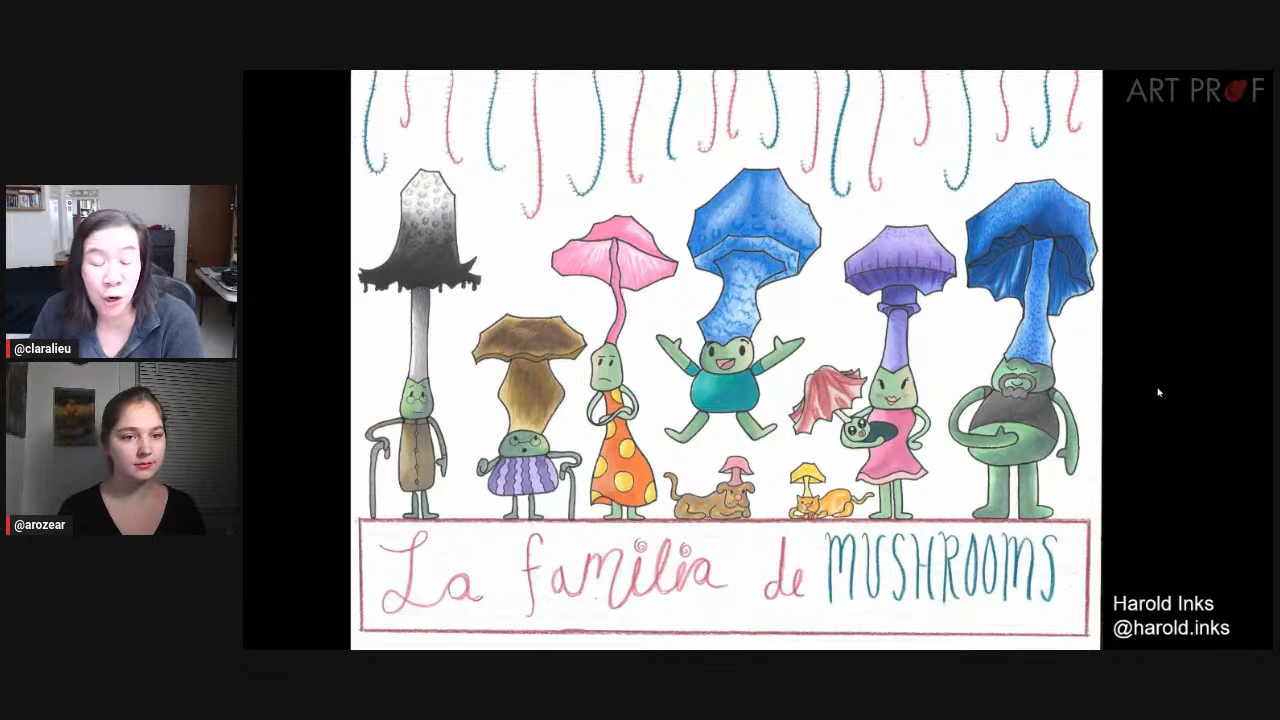 ART PROF
@claralieu
@arozear
La familia de MUSHROOMS
Harold Inks
@harold.inks